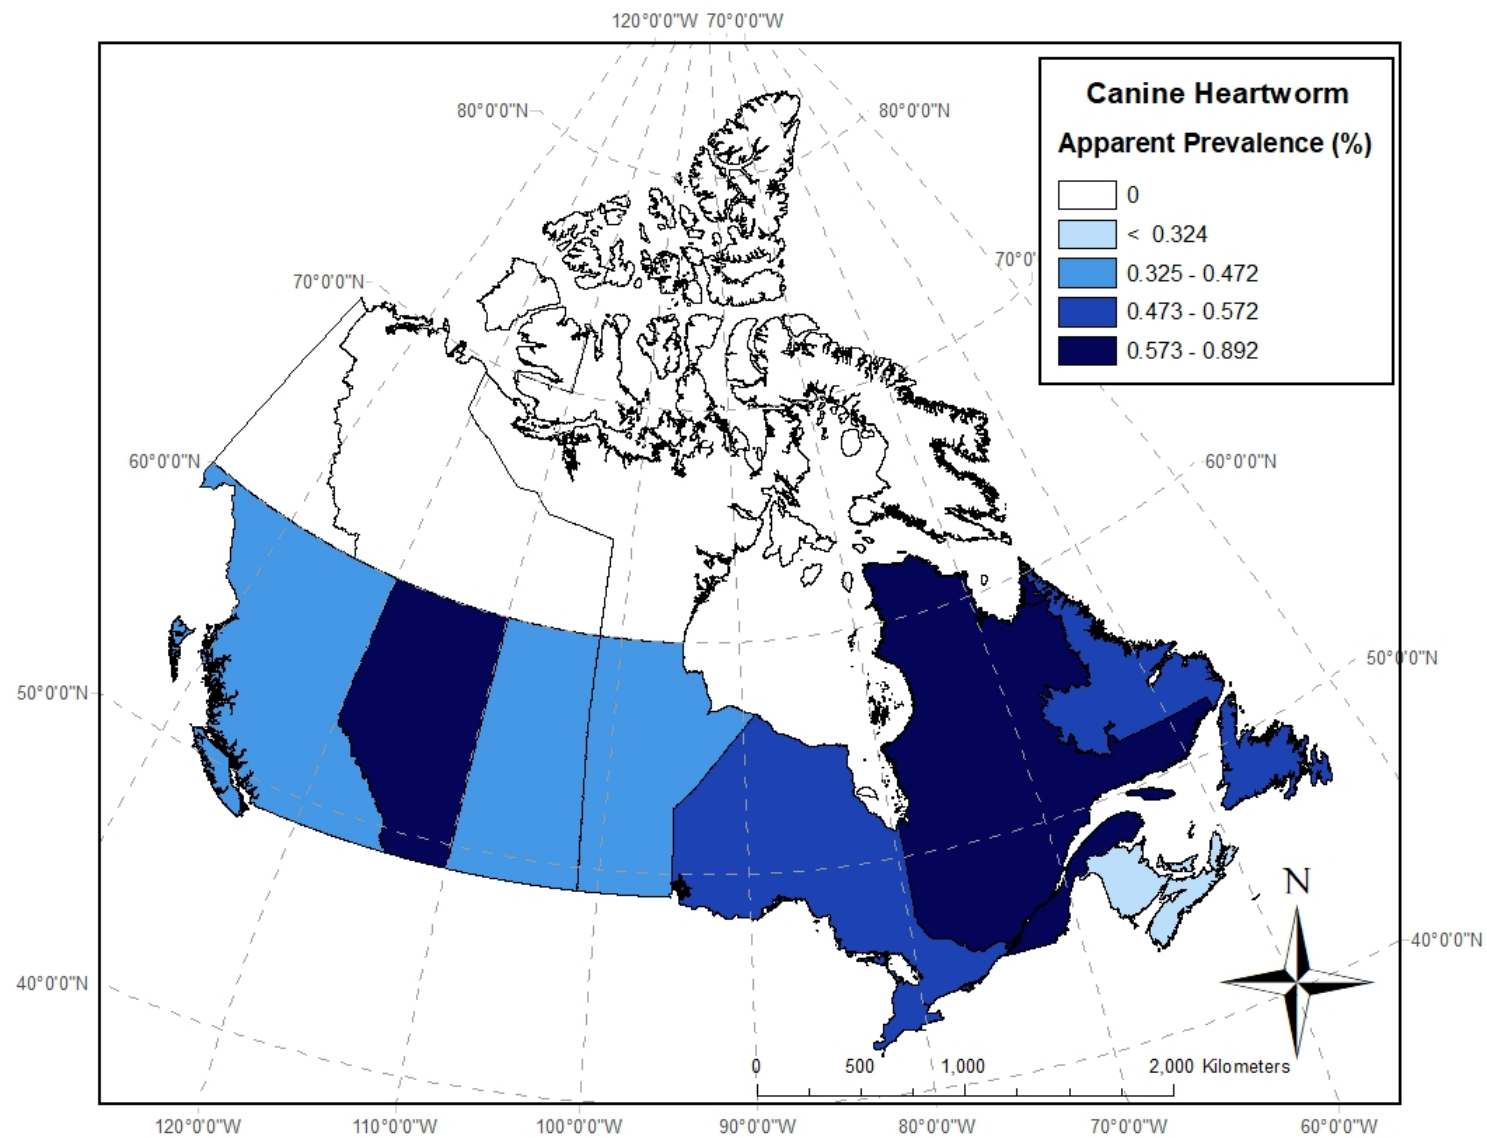 120°0'0"W 70°0'0"W
80°0'0"N
80°0'0"N
Canine Heartworm
Apparent Prevalence (%)
0
< 0.324
0.325 - 0.472
0.473 - 0.572
0.573 - 0.892
70°0'0"N
70°0'
60°0'0"N
60°0'0"N
50°0'0"N
50°0'0"N
N
40°0'0"N
40°0'0"N
0 500 1,000 2,000 Kilometers
120°0'0"W 110°0'0"W 100°0'0"W 90°0'0"W 80°0'0"W 70°0'0"W 60°0'0"W